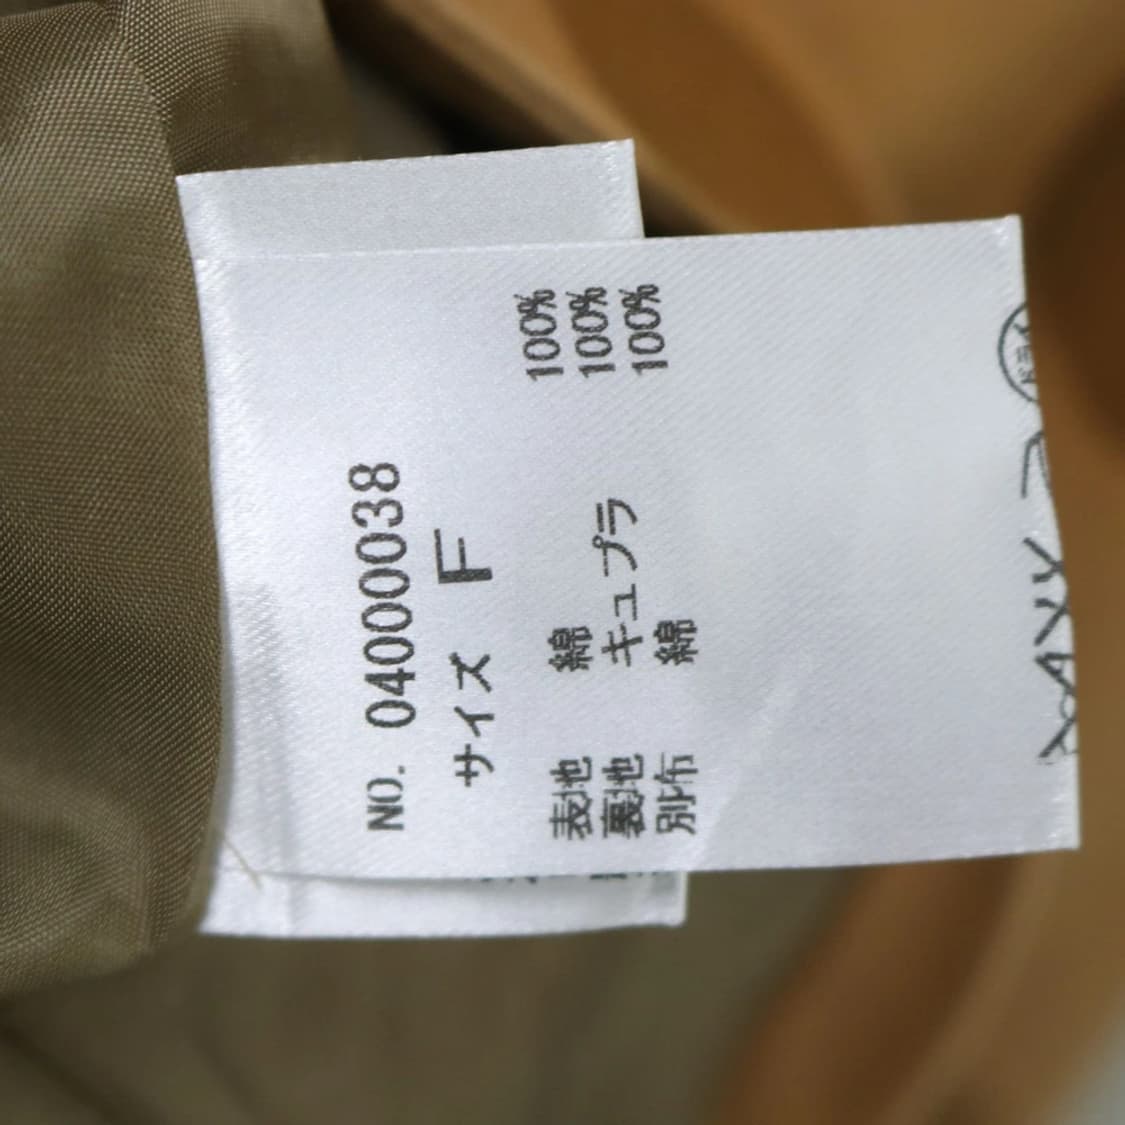 NO. 0400038
サイズ F
表地 綿 100%
裏地 キュプラ 100%
別布 綿 100%